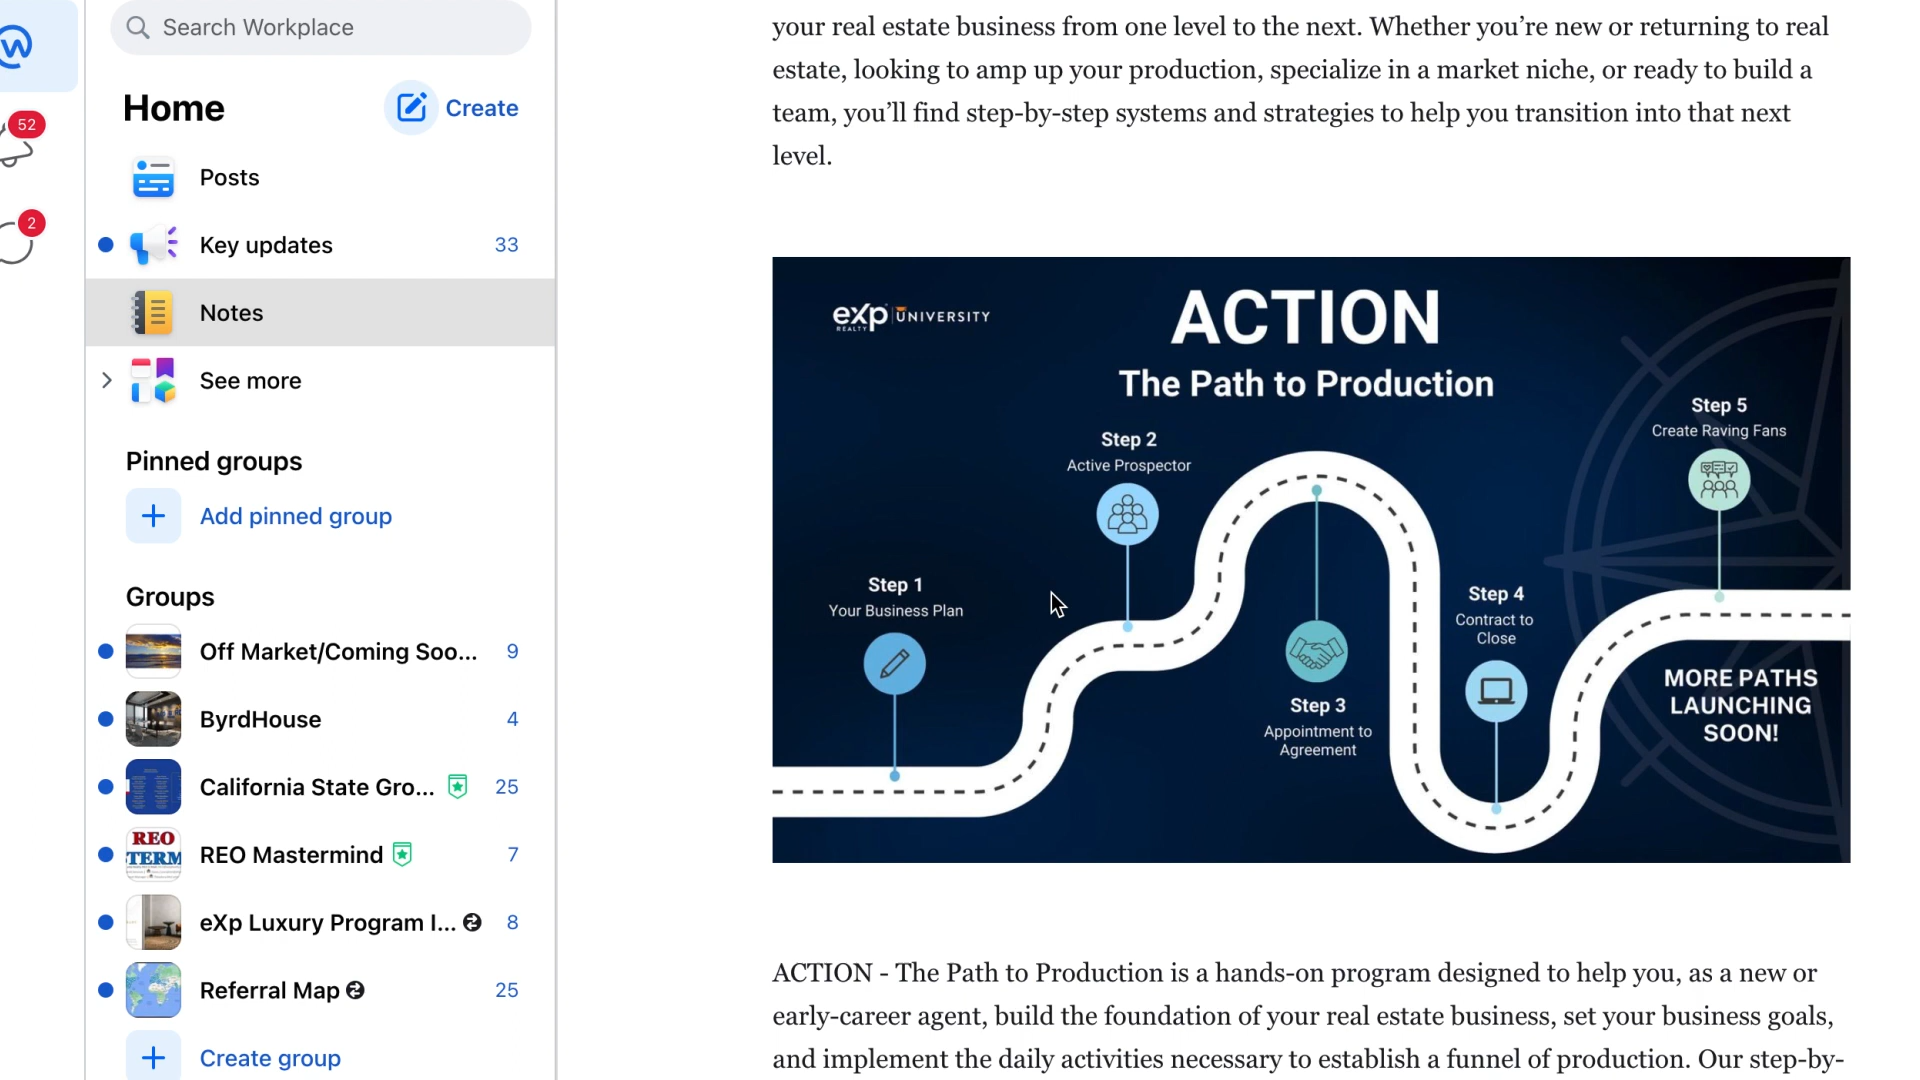 52
2
Search Workplace
Home
Create
Posts
Key updates
33
Notes
See more
Pinned groups
Add pinned group
Groups
Off Market/Coming Soo...
9
ByrdHouse
4
California State Gro...
25
REO
TERM
REO Mastermind
7
eXp Luxury Program I...
8
Referral Map
25
Create group
your real estate business from one level to the next. Whether you’re new or returning to real
estate, looking to amp up your production, specialize in a market niche, or ready to build a
team, you’ll find step-by-step systems and strategies to help you transition into that next
level.
eXp REALTY UNIVERSITY
ACTION
The Path to Production
Step 1
Your Business Plan
Step 2
Active Prospector
Step 3
Appointment to
Agreement
Step 4
Contract to
Close
Step 5
Create Raving Fans
MORE PATHS
LAUNCHING
SOON!
ACTION - The Path to Production is a hands-on program designed to help you, as a new or
early-career agent, build the foundation of your real estate business, set your business goals,
and implement the daily activities necessary to establish a funnel of production. Our step-by-